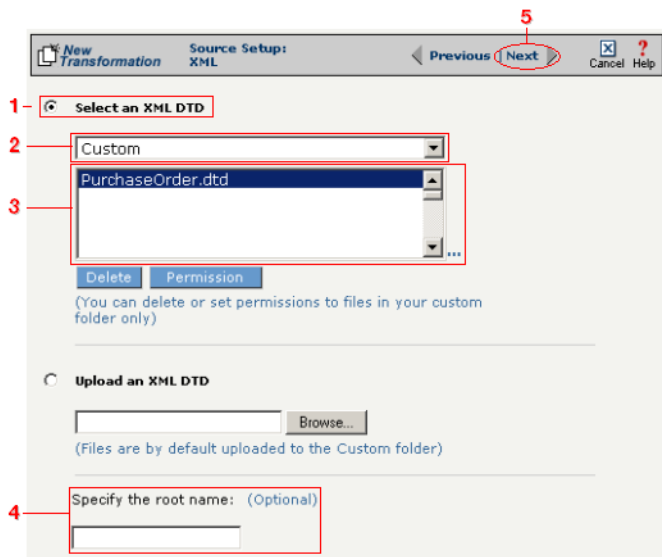 5
New Transformation
Source Setup: XML
Previous | Next
Cancel Help
1
Select an XML DTD
2
Custom
PurchaseOrder.dtd
3
...
Delete Permission
(You can delete or set permissions to files in your custom
folder only)
Upload an XML DTD
Browse...
(Files are by default uploaded to the Custom folder)
Specify the root name: (Optional)
4